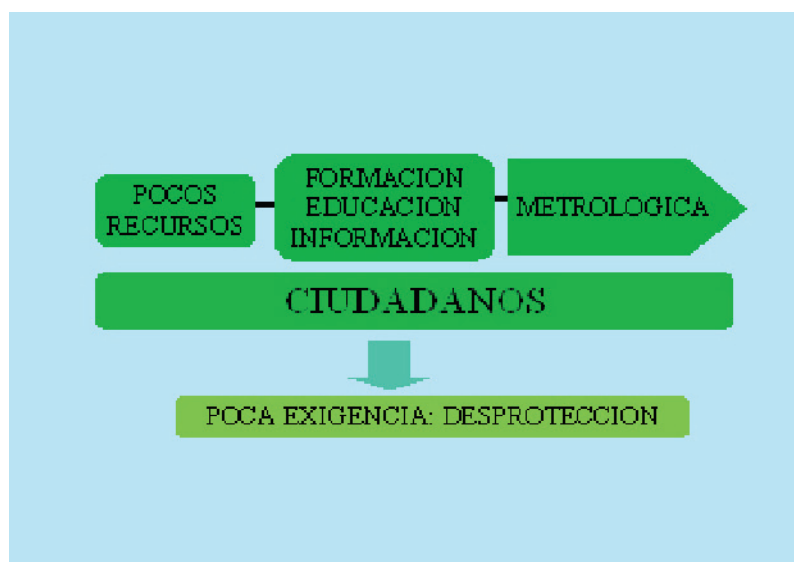 POCOS
RECURSOS
FORMACION
EDUCACION
INFORMACION
METROLOGICA
CIUDADANOS
POCA EXIGENCIA: DESPROTECCION